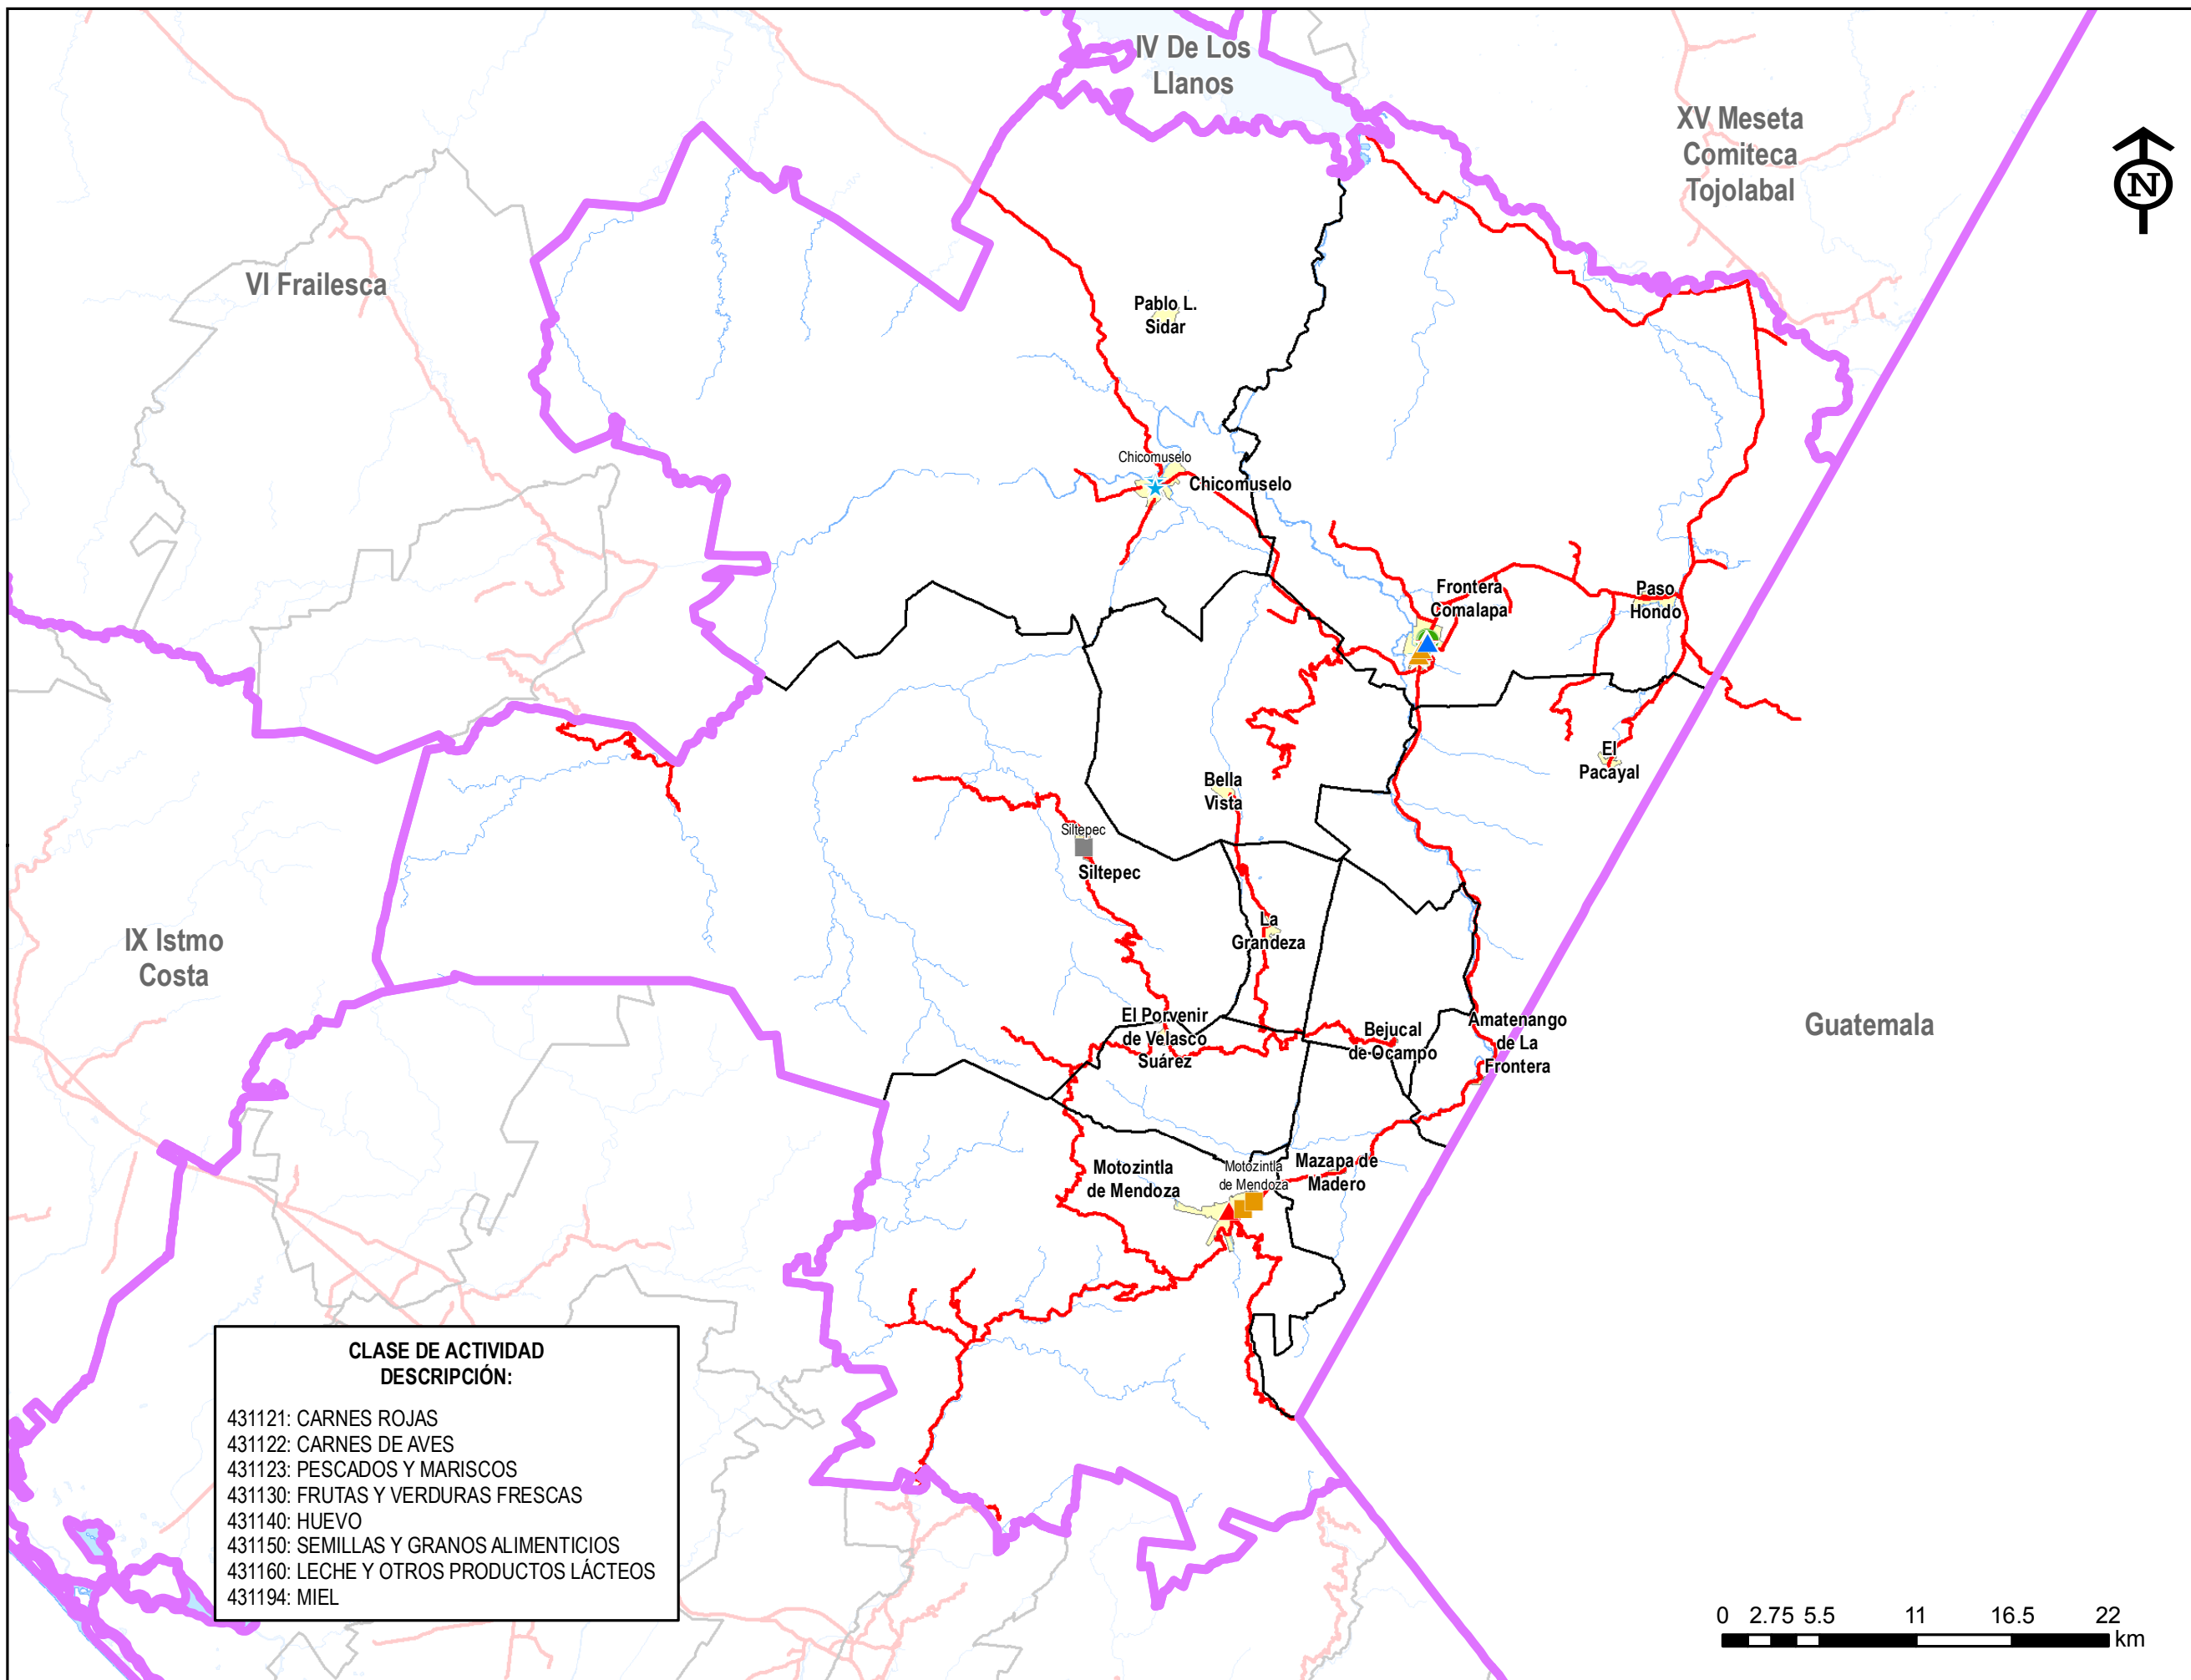 IV De Los
Llanos
XV Meseta
Comiteca
Tojolabal
N
VI Frailesca
Pablo L.
Sidar
Chicomuselo
Chicomuselo
Frontera
Comalapa
Paso
Hondo
El
Pacayal
Bella
Vista
Siltepec
Siltepec
La
Grandeza
IX Istmo
Costa
El Porvenir
de Velasco
Suárez
Bejucal
de Ocampo
Amatenango
de La
Frontera
Guatemala
Motozintla
de Mendoza
Motozintla
de Mendoza
Mazapa de
Madero
CLASE DE ACTIVIDAD
DESCRIPCIÓN:
431121: CARNES ROJAS
431122: CARNES DE AVES
431123: PESCADOS Y MARISCOS
431130: FRUTAS Y VERDURAS FRESCAS
431140: HUEVO
431150: SEMILLAS Y GRANOS ALIMENTICIOS
431160: LECHE Y OTROS PRODUCTOS LÁCTEOS
431194: MIEL
0 2.75 5.5 11 16.5 22
km